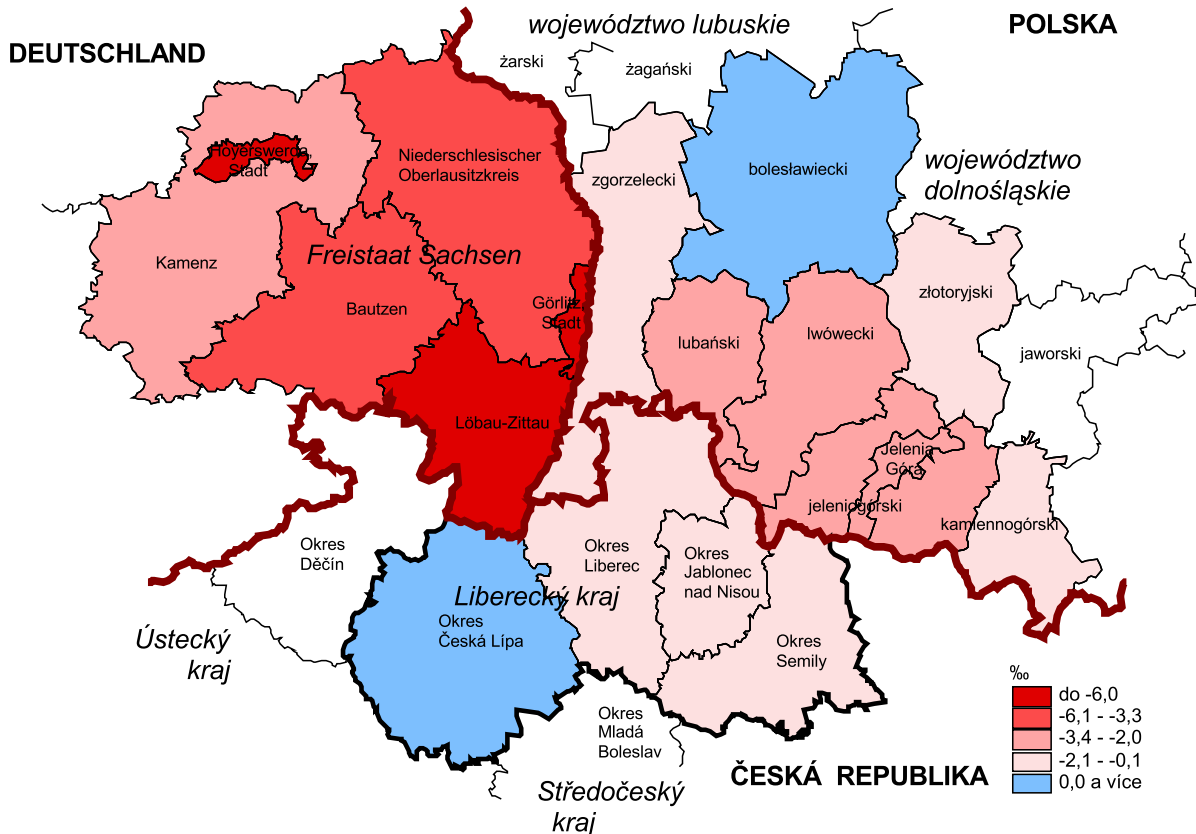 województwo lubuskie
POLSKA
DEUTSCHLAND
żarski
żagański
Hoyerswerda,
Stadt
Niederschlesischer
Oberlausitzkreis
zgorzelecki
bolesławiecki
województwo
dolnośląskie
Kamenz
Freistaat Sachsen
Bautzen
Görlitz,
Stadt
złotoryjski
lubański
lwówecki
jaworski
Löbau-Zittau
Jelenia
Góra
jeleniogórski
kamiennogórski
Okres
Děčín
Okres
Liberec
Okres
Jablonec
nad Nisou
Liberecký kraj
Okres
Česká Lípa
Ústecký
kraj
Okres
Semily
Okres
Mladá
Boleslav
Středočeský
kraj
ČESKÁ REPUBLIKA
‰
do -6,0
-6,1 - -3,3
-3,4 - -2,0
-2,1 - -0,1
0,0 a více